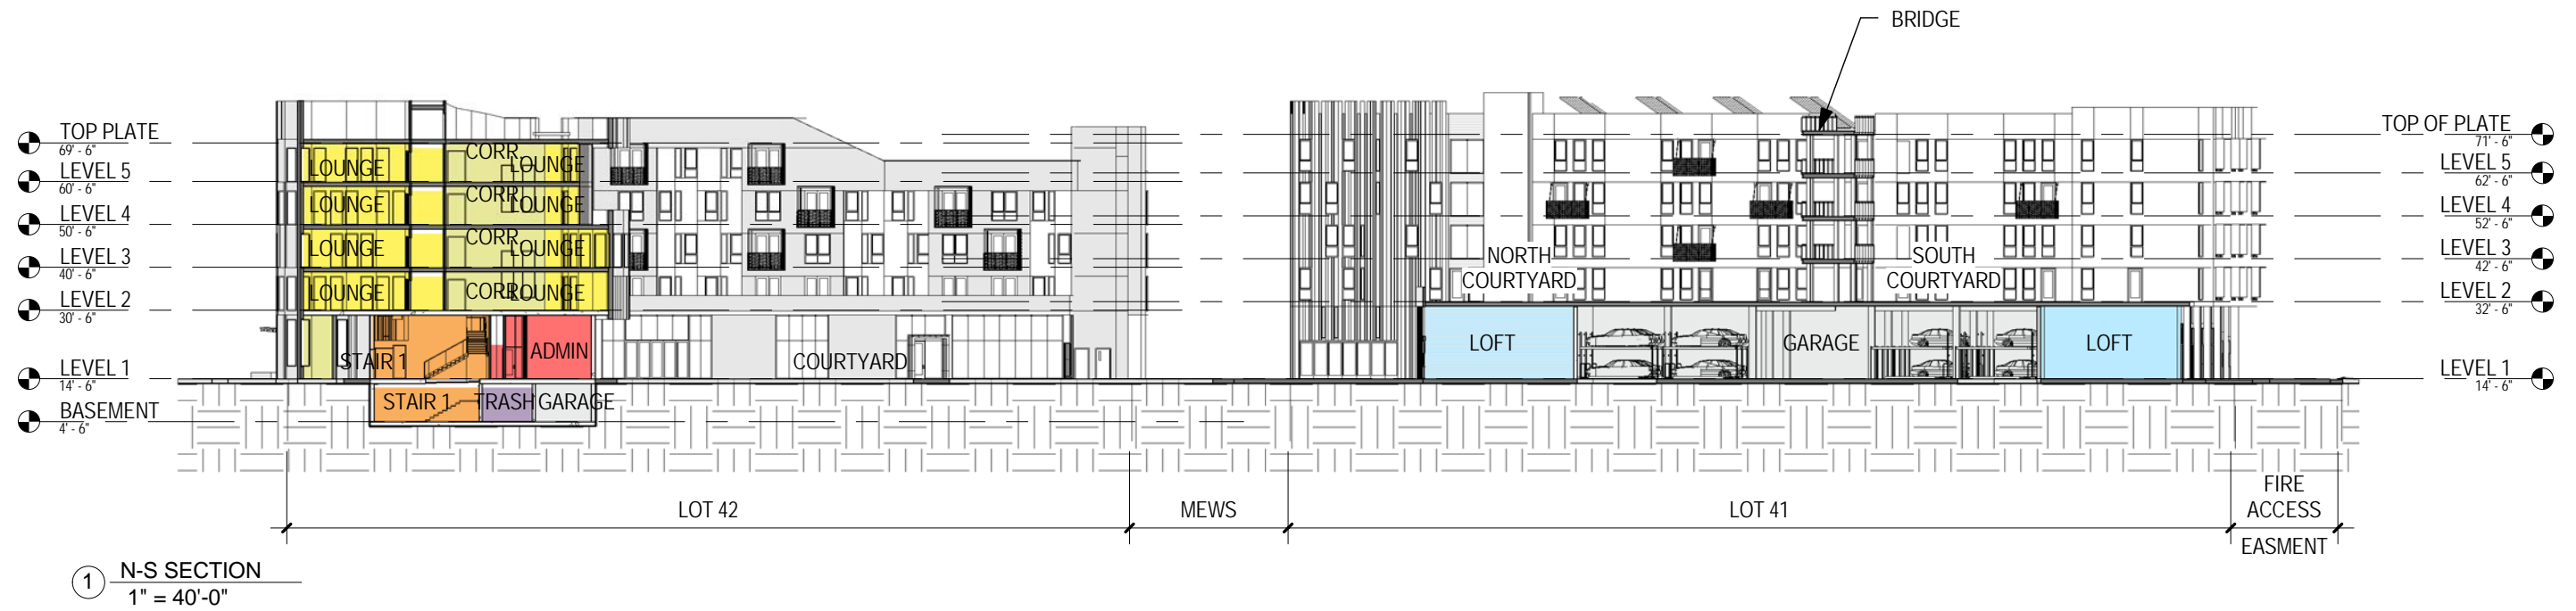 BRIDGE
TOP PLATE
69' - 6"
LEVEL 5
60' - 6"
LEVEL 4
50' - 6"
LEVEL 3
40' - 6"
LEVEL 2
30' - 6"
LEVEL 1
14' - 6"
BASEMENT
4' - 6"
LOUNGE CORR LOUNGE
LOUNGE CORR LOUNGE
LOUNGE CORR LOUNGE
LOUNGE CORR LOUNGE
STAIR 1 ADMIN
STAIR 1 TRASH GARAGE
COURTYARD
NORTH
COURTYARD
SOUTH
COURTYARD
LOFT GARAGE LOFT
TOP OF PLATE
71' - 6"
LEVEL 5
62' - 6"
LEVEL 4
52' - 6"
LEVEL 3
42' - 6"
LEVEL 2
32' - 6"
LEVEL 1
14' - 6"
LOT 42
MEWS
LOT 41
FIRE
ACCESS
EASMENT
1 N-S SECTION
1" = 40'-0"